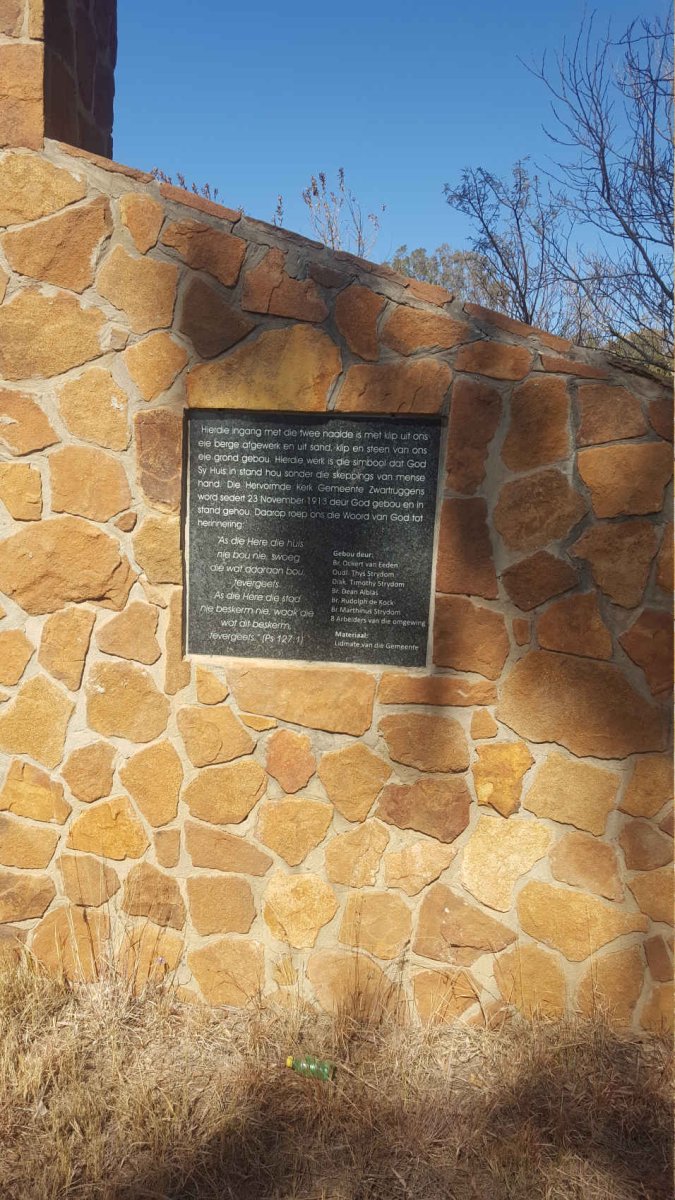 Hierdie ingang met die twee naalde is met klip uit ons
eie berge afgewerk en uit sand, klip en steen van ons
eie grond gebou. Hierdie werk is die simbool dat God
Sy Huis in stand hou sonder die skeppings van mense
hand. Die Hervormde Kerk Gemeente Zwartruggens
word sedert 23 November 1913 deur God gebou en in
stand gehou. Daarop roep ons die Woord van God tot
herinnering:
"As die Here die huis
nie bou nie, swoeg
die wat daaraan bou,
tevergeefs.
As die Here die stad
nie beskerm nie, waak die
wat dit beskerm,
tevergeefs." (Ps 127:1)
Gebou deur:
Br. Ockert van Eeden
Oudl. Thys Strydom
Diak. Timothy Strydom
Br. Dean Alblas
Br. Rudolph de Kock
Br Marthinus Strydom
8 Arbeiders van die omgewing
Materiaal:
Lidmate van die Gemeente